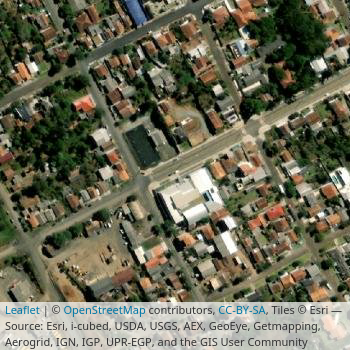 Leaflet | © OpenStreetMap contributors, CC-BY-SA, Tiles © Esri —
Source: Esri, i-cubed, USDA, USGS, AEX, GeoEye, Getmapping,
Aerogrid, IGN, IGP, UPR-EGP, and the GIS User Community